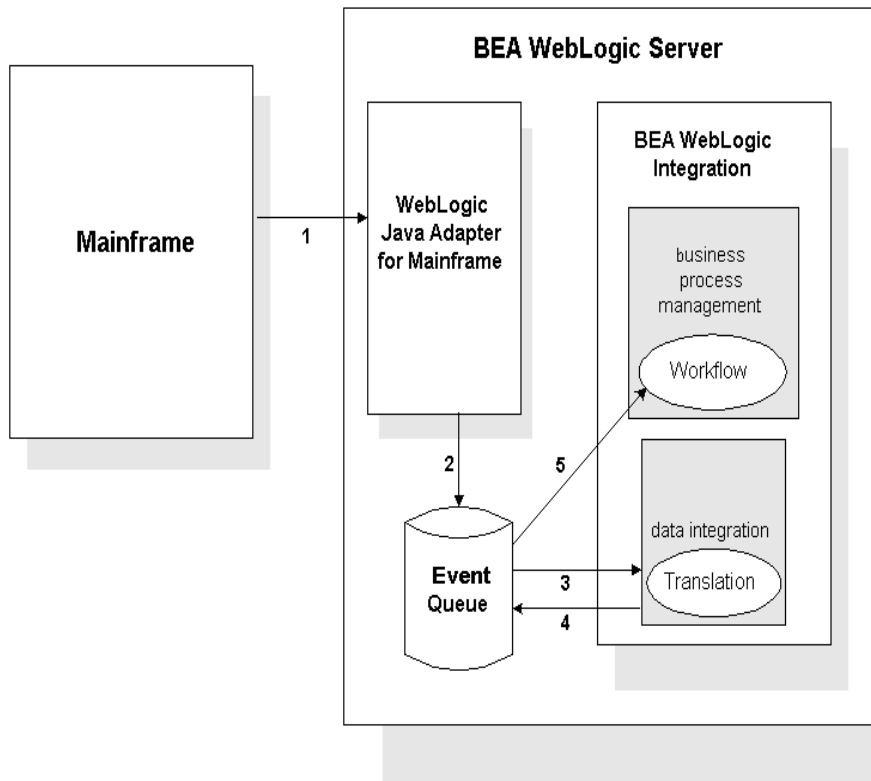 BEA WebLogic Server
Mainframe
1
WebLogic
Java Adapter
for Mainframe
BEA WebLogic
Integration
business
process
management
Workflow
2
5
data integration
Translation
Event
Queue
3
4